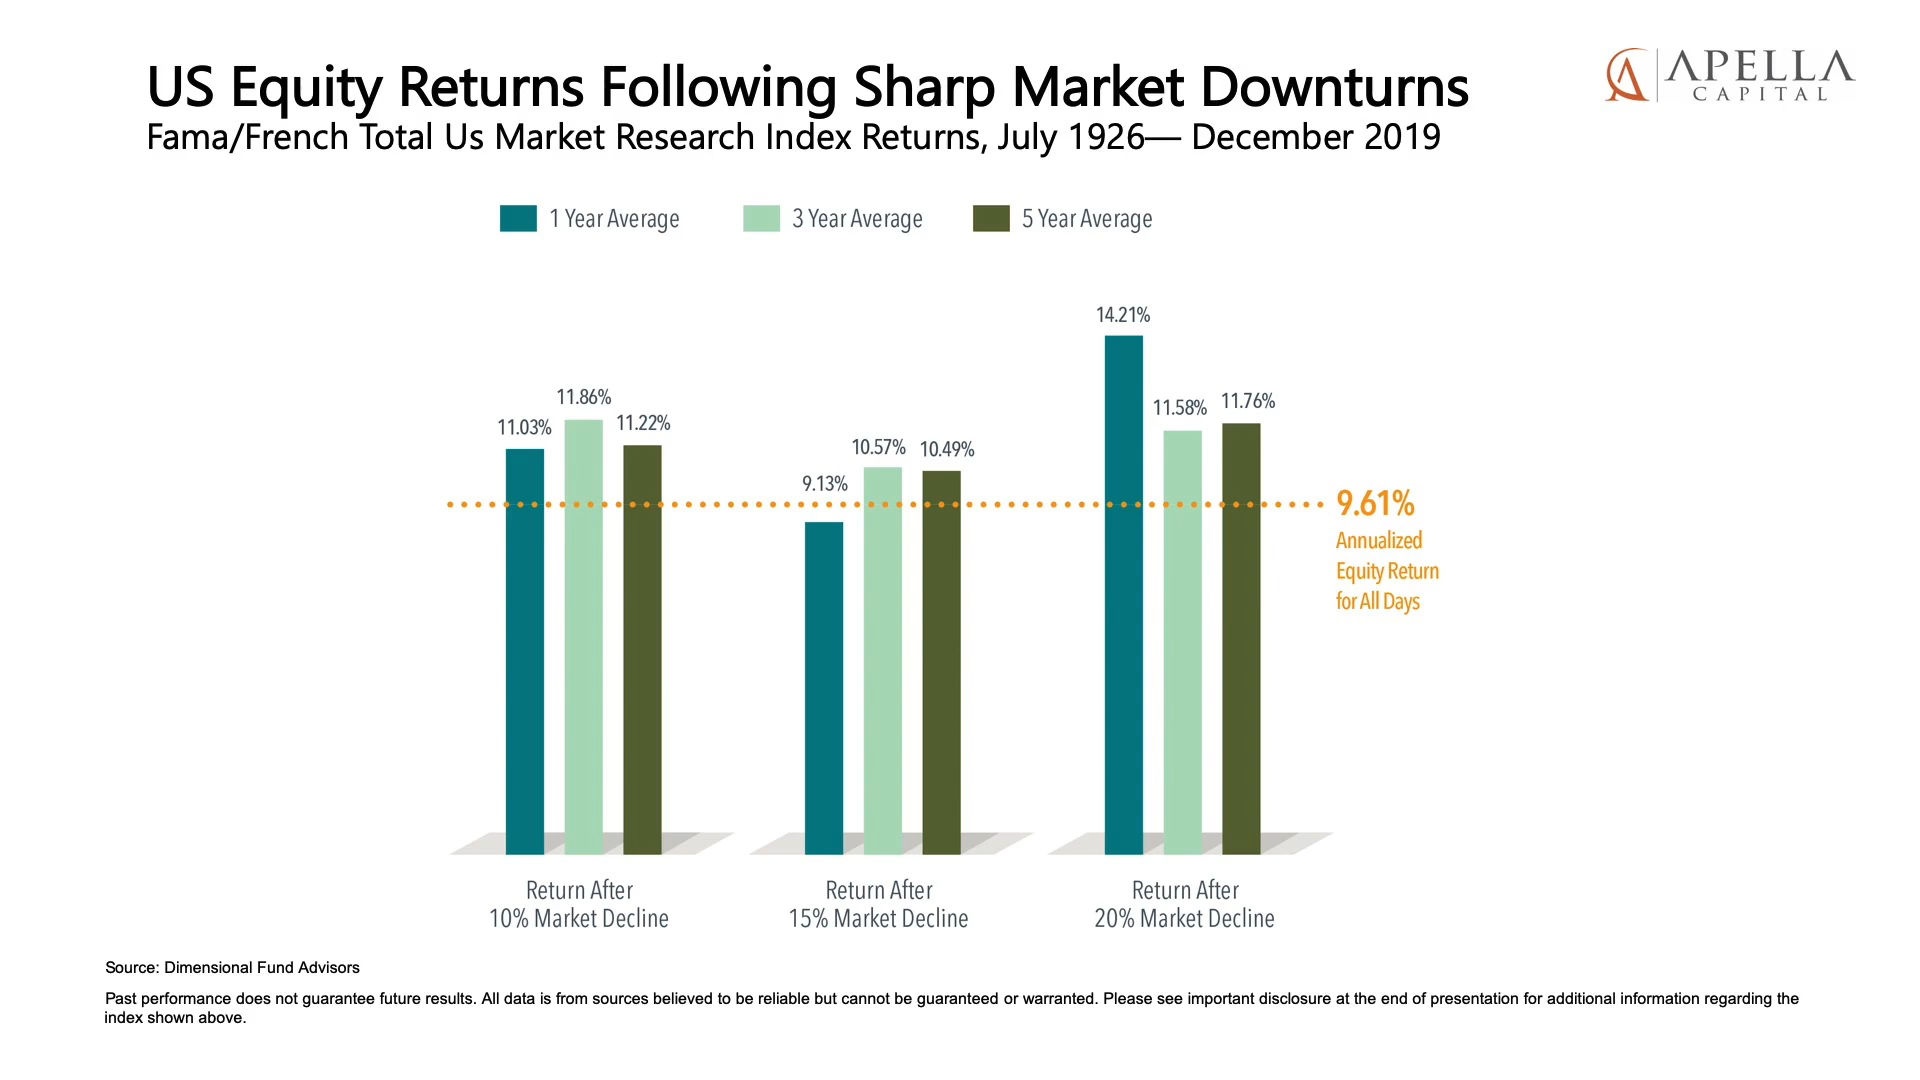 US Equity Returns Following Sharp Market Downturns
Fama/French Total Us Market Research Index Returns, July 1926— December 2019
APELLA
CAPITAL
1 Year Average 3 Year Average 5 Year Average
11.03% 11.86% 11.22%
9.13% 10.57% 10.49%
14.21% 11.58% 11.76%
9.61%
Annualized
Equity Return
for All Days
Return After
10% Market Decline
Return After
15% Market Decline
Return After
20% Market Decline
Source: Dimensional Fund Advisors
Past performance does not guarantee future results. All data is from sources believed to be reliable but cannot be guaranteed or warranted. Please see important disclosure at the end of presentation for additional information regarding the
index shown above.